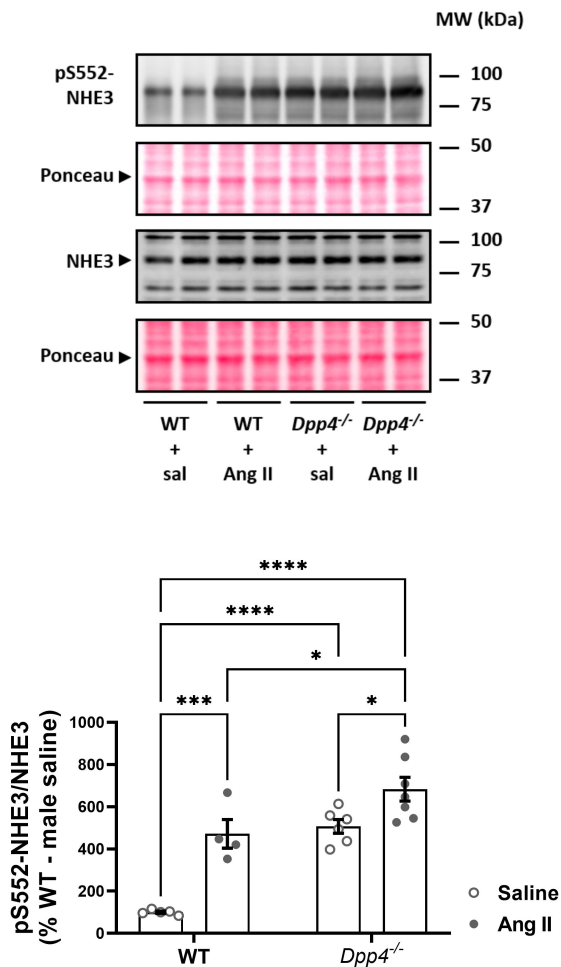 MW (kDa)
pS552-
NHE3
100
75
Ponceau
50
37
NHE3
100
75
Ponceau
50
37
WT
+
sal
WT
+
Ang II
Dpp4-/-
+
sal
Dpp4-/-
+
Ang II
****
****
*
***
*
pS552-NHE3/NHE3
(% WT - male saline)
1000
800
600
400
200
0
WT
Dpp4-/-
Saline
Ang II